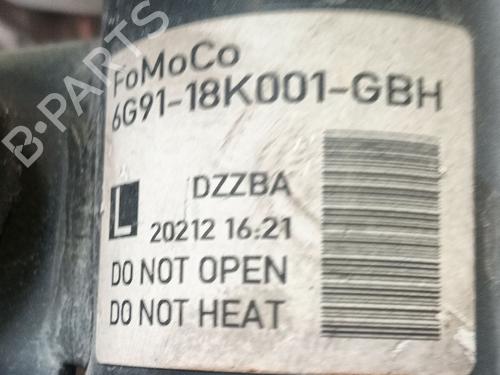 B-PARTS
FoMoCo
6G91-18K001-GBH
L
DZZBA
20212 16:21
DO NOT OPEN
DO NOT HEAT